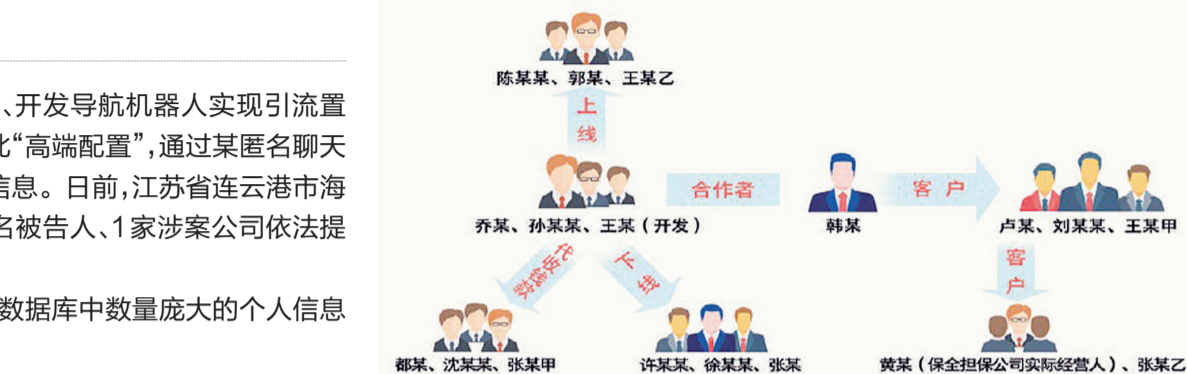 、开发导航机器人实现引流置
比“高端配置”，通过某匿名聊天
信息。日前，江苏省连云港市海
名被告人、1家涉案公司依法提
数据库中数量庞大的个人信息
陈某某、郭某、王某乙
上线
乔某、孙某某、王某（开发）
合作者
韩某
客户
卢某、刘某某、王某甲
代收钱款
下线
客户
都某、沈某某、张某甲
许某某、徐某某、张某
黄某（保全担保公司实际经营人）、张某乙